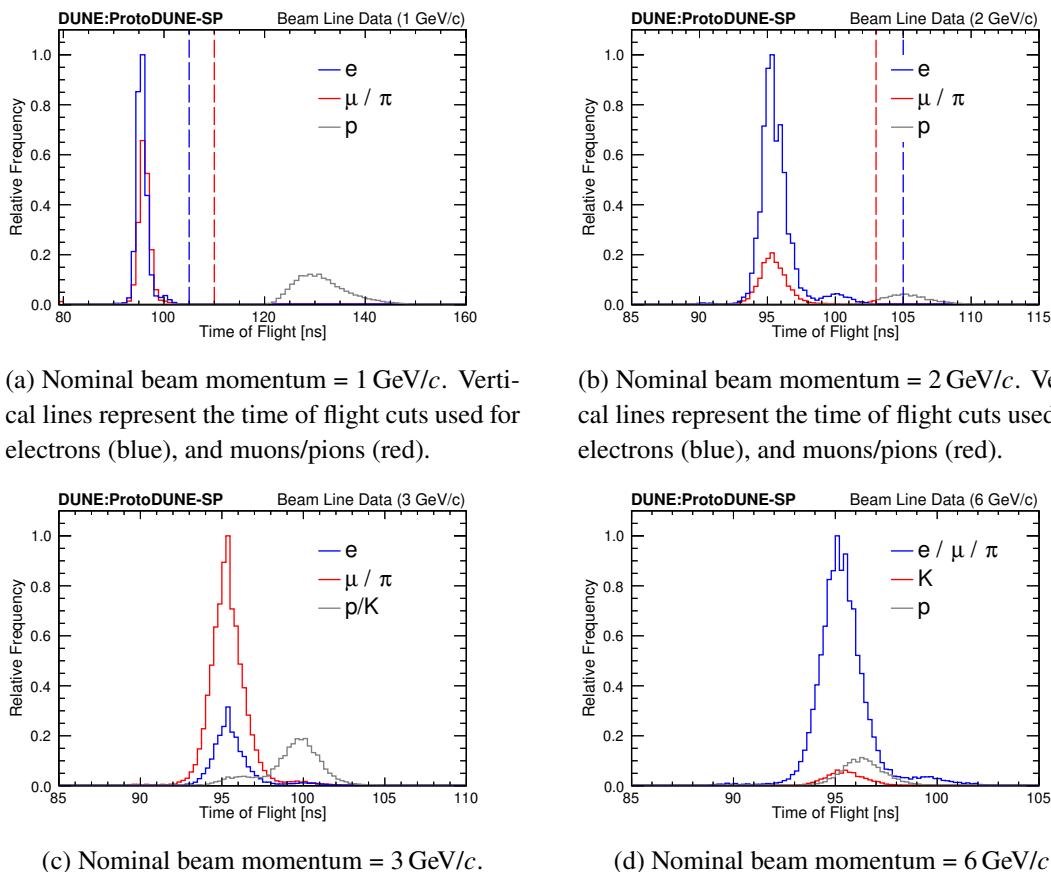 DUNE:ProtoDUNE-SP Beam Line Data (1 GeV/c)
Relative Frequency
1.0
0.8
0.6
0.4
0.2
0.0
e
μ / π
p
80 100 120 140 160
Time of Flight [ns]
(a) Nominal beam momentum = 1 GeV/c. Verti-
cal lines represent the time of flight cuts used for
electrons (blue), and muons/pions (red).
DUNE:ProtoDUNE-SP Beam Line Data (2 GeV/c)
Relative Frequency
1.0
0.8
0.6
0.4
0.2
0.0
e
μ / π
p
85 90 95 100 105 110 115
Time of Flight [ns]
(b) Nominal beam momentum = 2 GeV/c. Ve
cal lines represent the time of flight cuts used
electrons (blue), and muons/pions (red).
DUNE:ProtoDUNE-SP Beam Line Data (3 GeV/c)
Relative Frequency
1.0
0.8
0.6
0.4
0.2
0.0
e
μ / π
p/K
85 90 95 100 105 110
Time of Flight [ns]
(c) Nominal beam momentum = 3 GeV/c.
DUNE:ProtoDUNE-SP Beam Line Data (6 GeV/c)
Relative Frequency
1.0
0.8
0.6
0.4
0.2
0.0
e / μ / π
K
p
85 90 95 100 105
Time of Flight [ns]
(d) Nominal beam momentum = 6 GeV/c